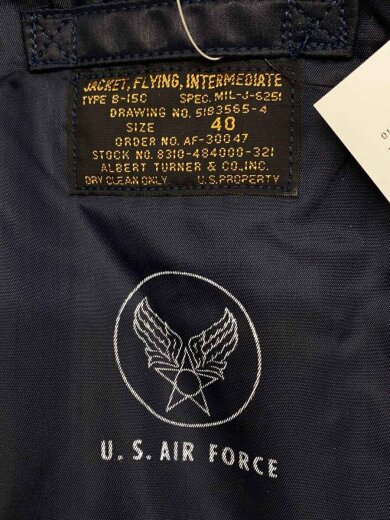 JACKET, FLYING, INTERMEDIATE
TYPE B-15C SPEC. MIL-J-6251
DRAWING NO. 5183565-4
SIZE 40
ORDER NO. AF-30047
STOCK NO. 8310-484000-321
ALBERT TURNER & CO., INC.
DRY CLEAN ONLY U.S. PROPERTY
U. S. AIR FORCE